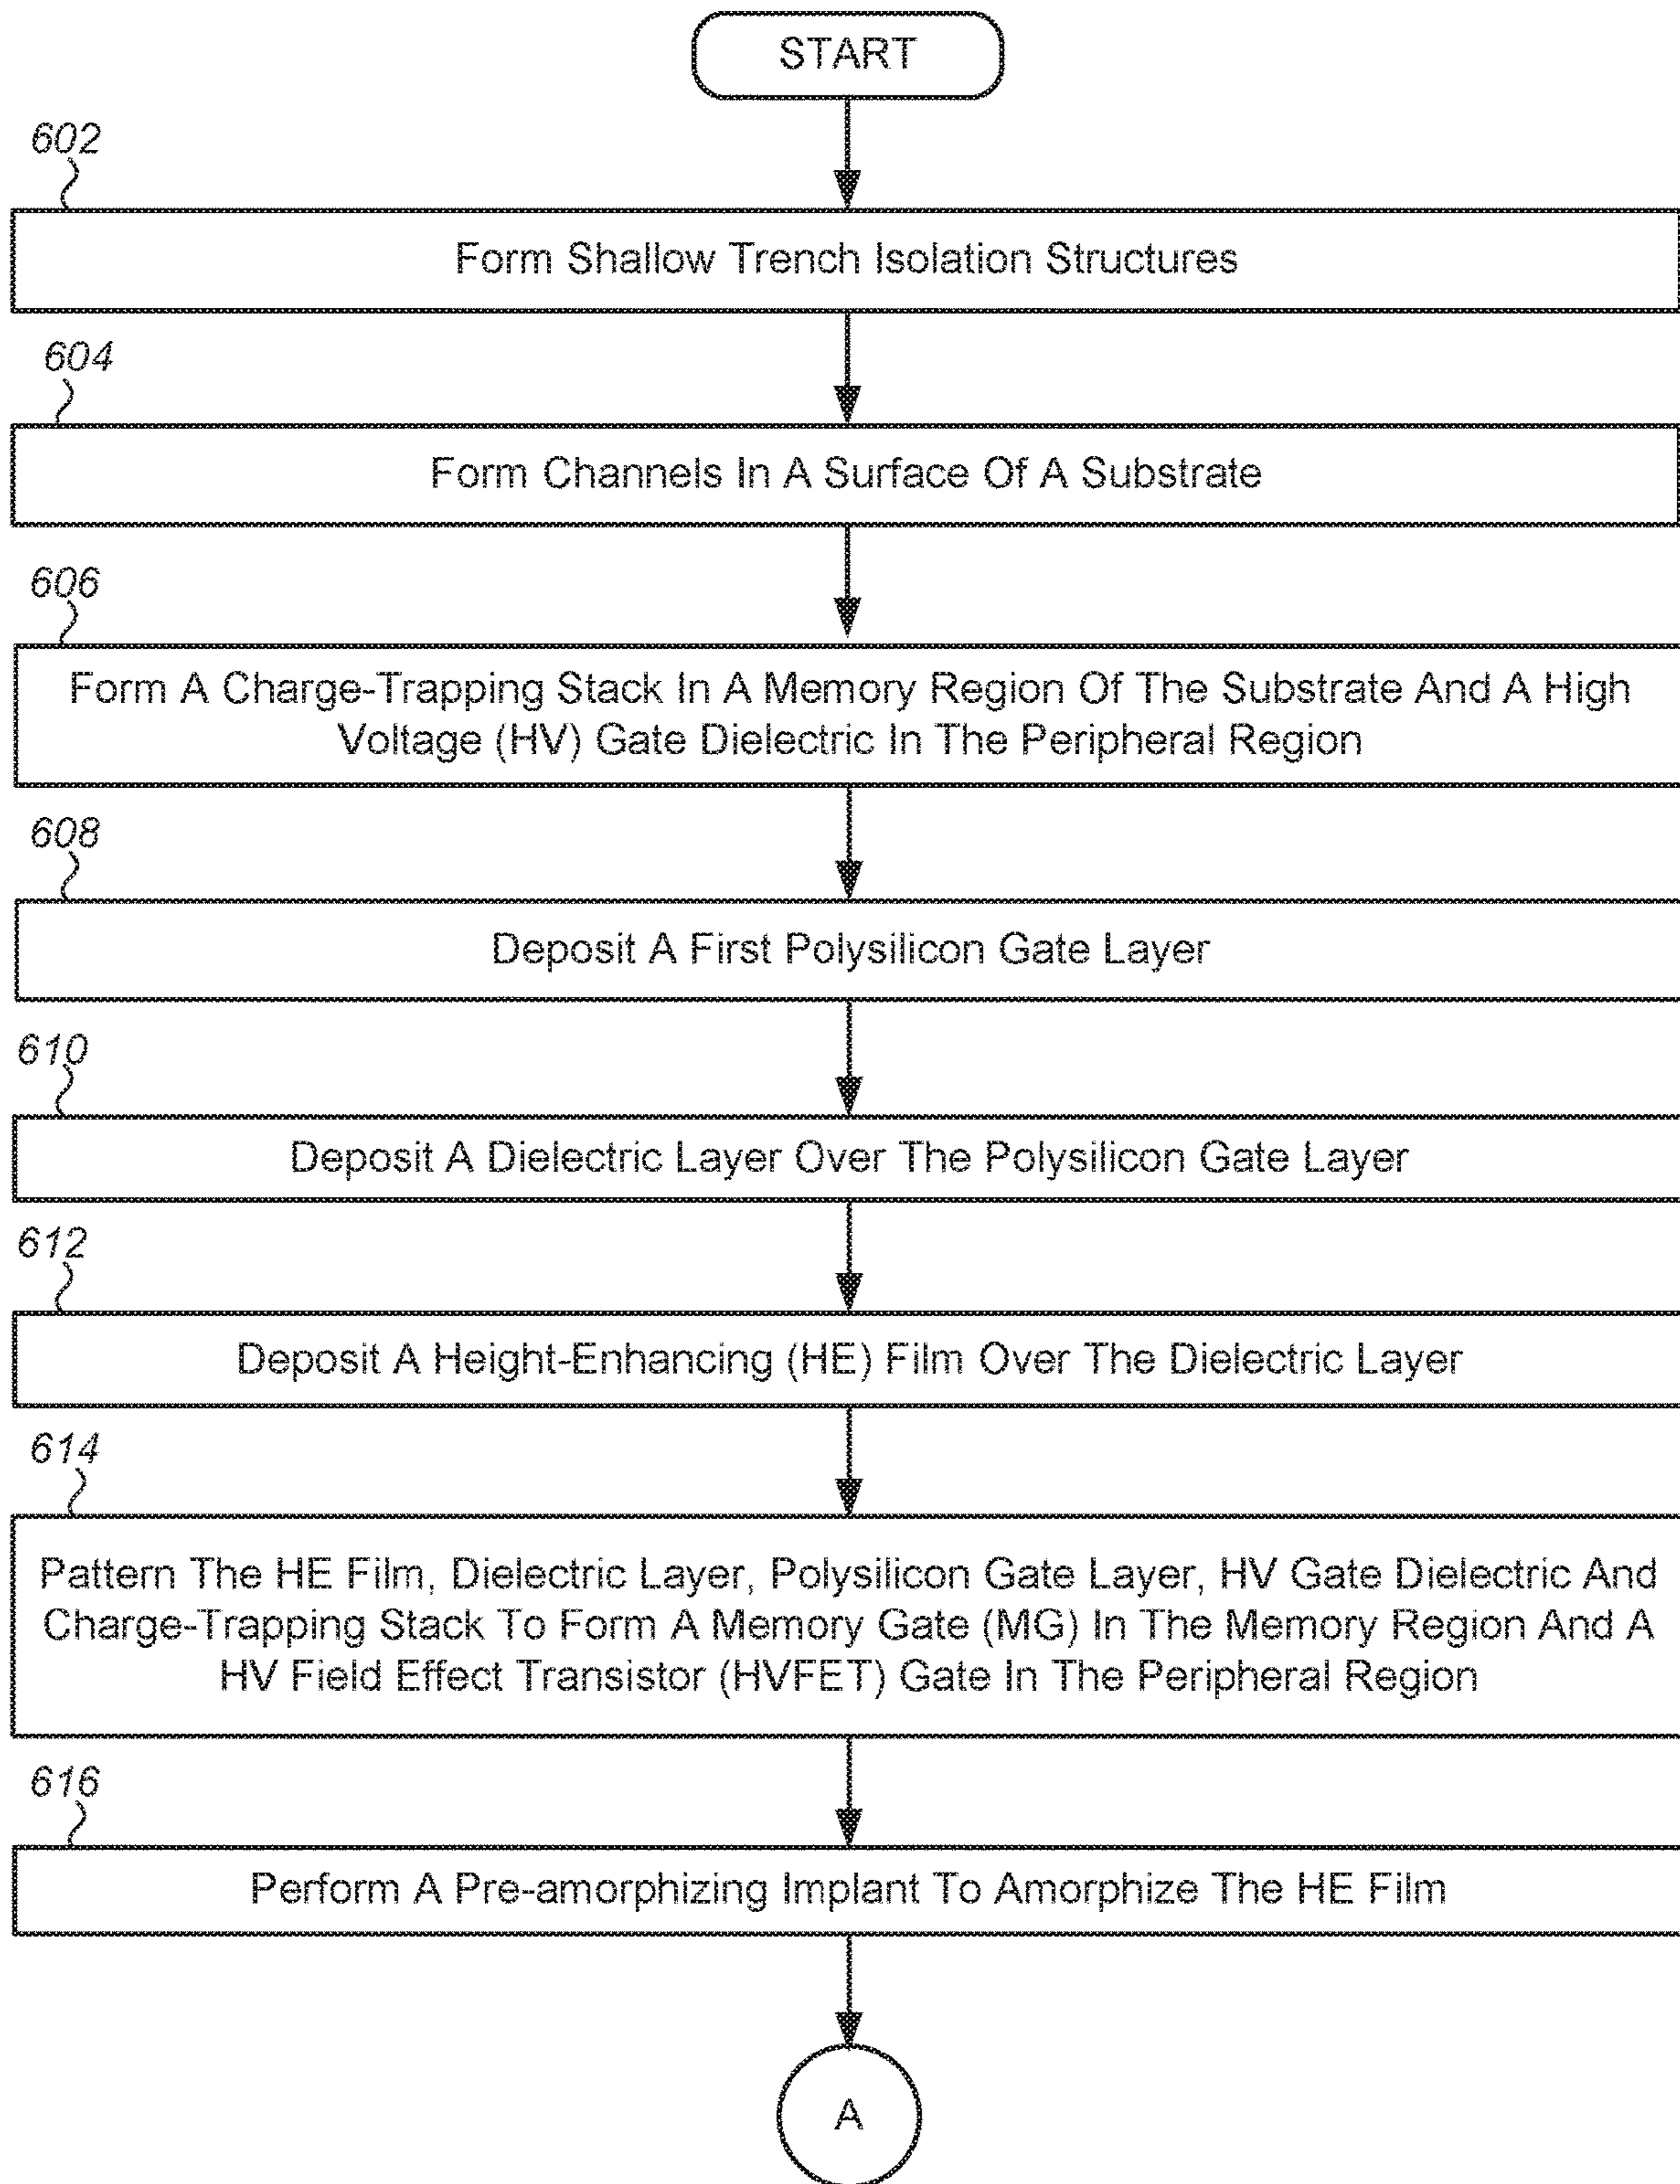 START
602
Form Shallow Trench Isolation Structures
604
Form Channels In A Surface Of A Substrate
606
Form A Charge-Trapping Stack In A Memory Region Of The Substrate And A High
Voltage (HV) Gate Dielectric In The Peripheral Region
608
Deposit A First Polysilicon Gate Layer
610
Deposit A Dielectric Layer Over The Polysilicon Gate Layer
612
Deposit A Height-Enhancing (HE) Film Over The Dielectric Layer
614
Pattern The HE Film, Dielectric Layer, Polysilicon Gate Layer, HV Gate Dielectric And
Charge-Trapping Stack To Form A Memory Gate (MG) In The Memory Region And A
HV Field Effect Transistor (HVFET) Gate In The Peripheral Region
616
Perform A Pre-amorphizing Implant To Amorphize The HE Film
A